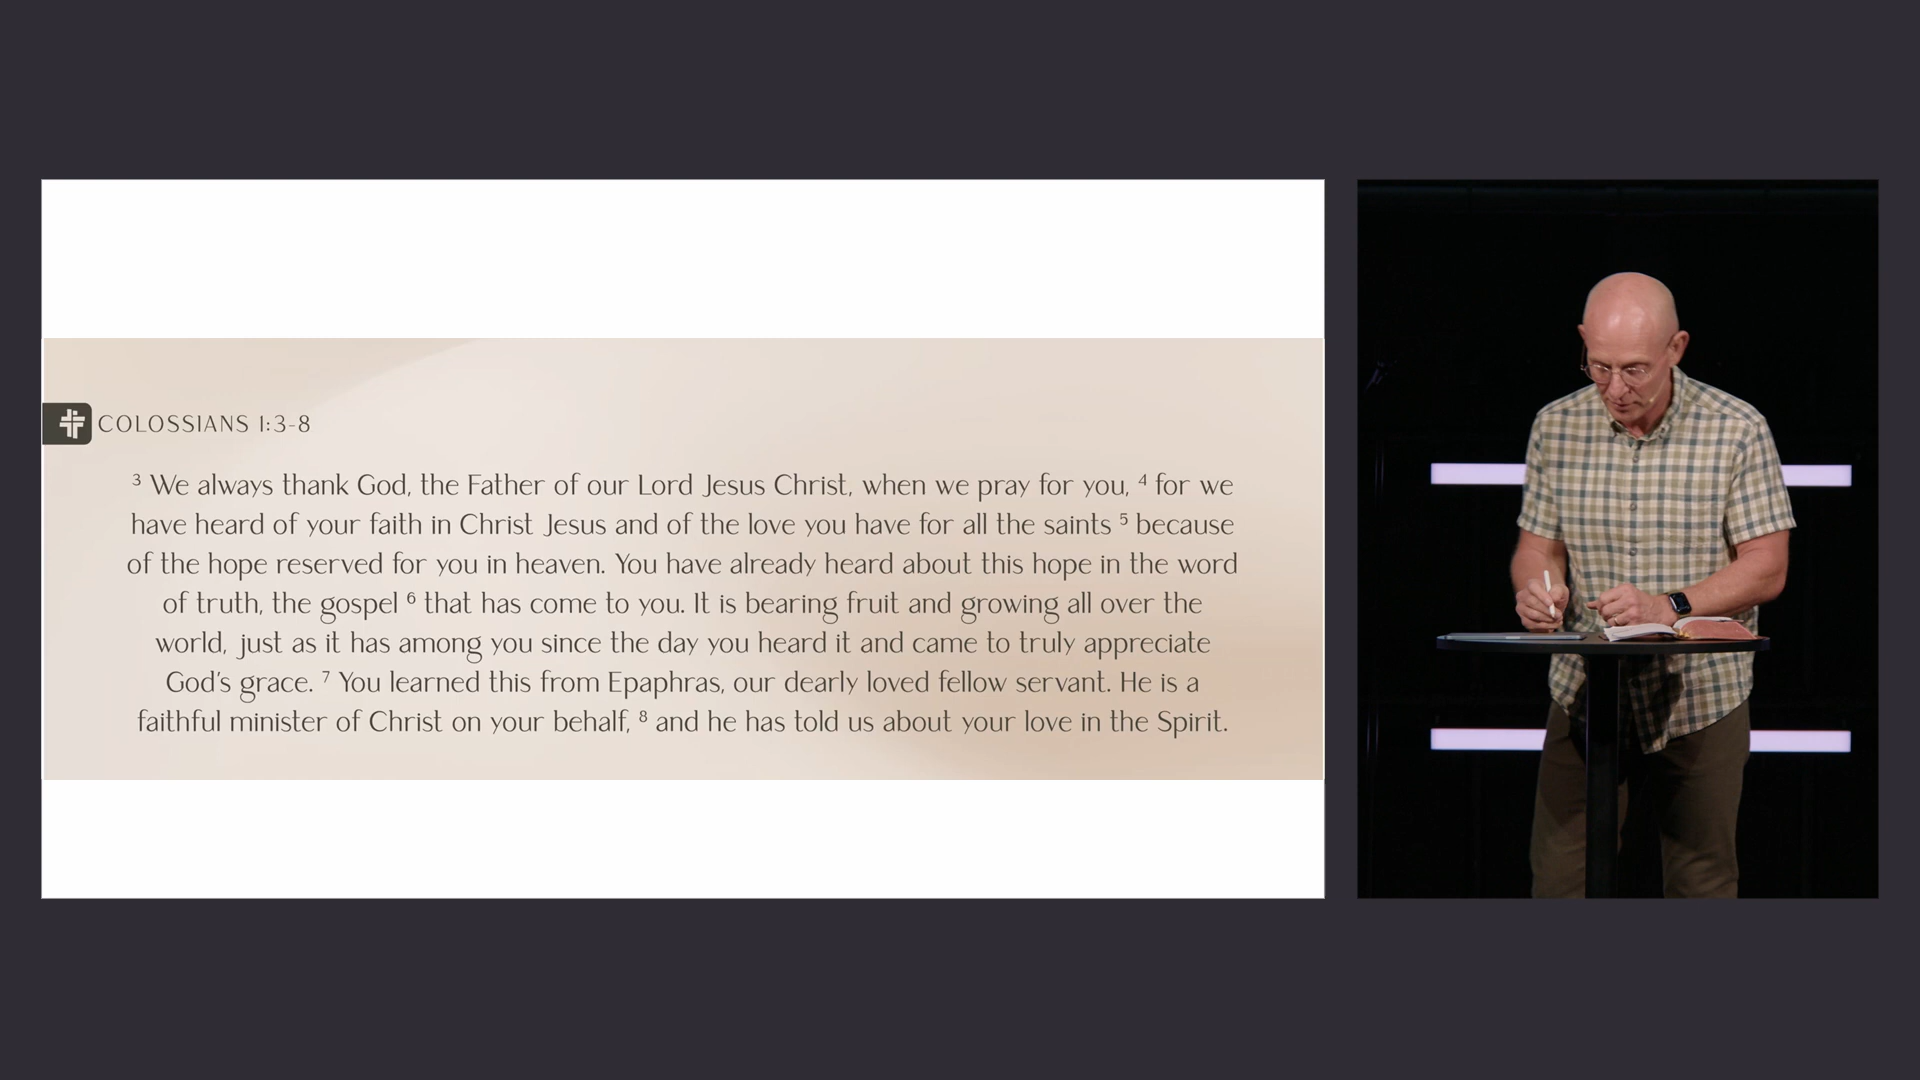 COLOSSIANS 1:3-8
³ We always thank God, the Father of our Lord Jesus Christ, when we pray for you, ⁴ for we
have heard of your faith in Christ Jesus and of the love you have for all the saints ⁵ because
of the hope reserved for you in heaven. You have already heard about this hope in the word
of truth, the gospel ⁶ that has come to you. It is bearing fruit and growing all over the
world, just as it has among you since the day you heard it and came to truly appreciate
God’s grace. ⁷ You learned this from Epaphras, our dearly loved fellow servant. He is a
faithful minister of Christ on your behalf, ⁸ and he has told us about your love in the Spirit.